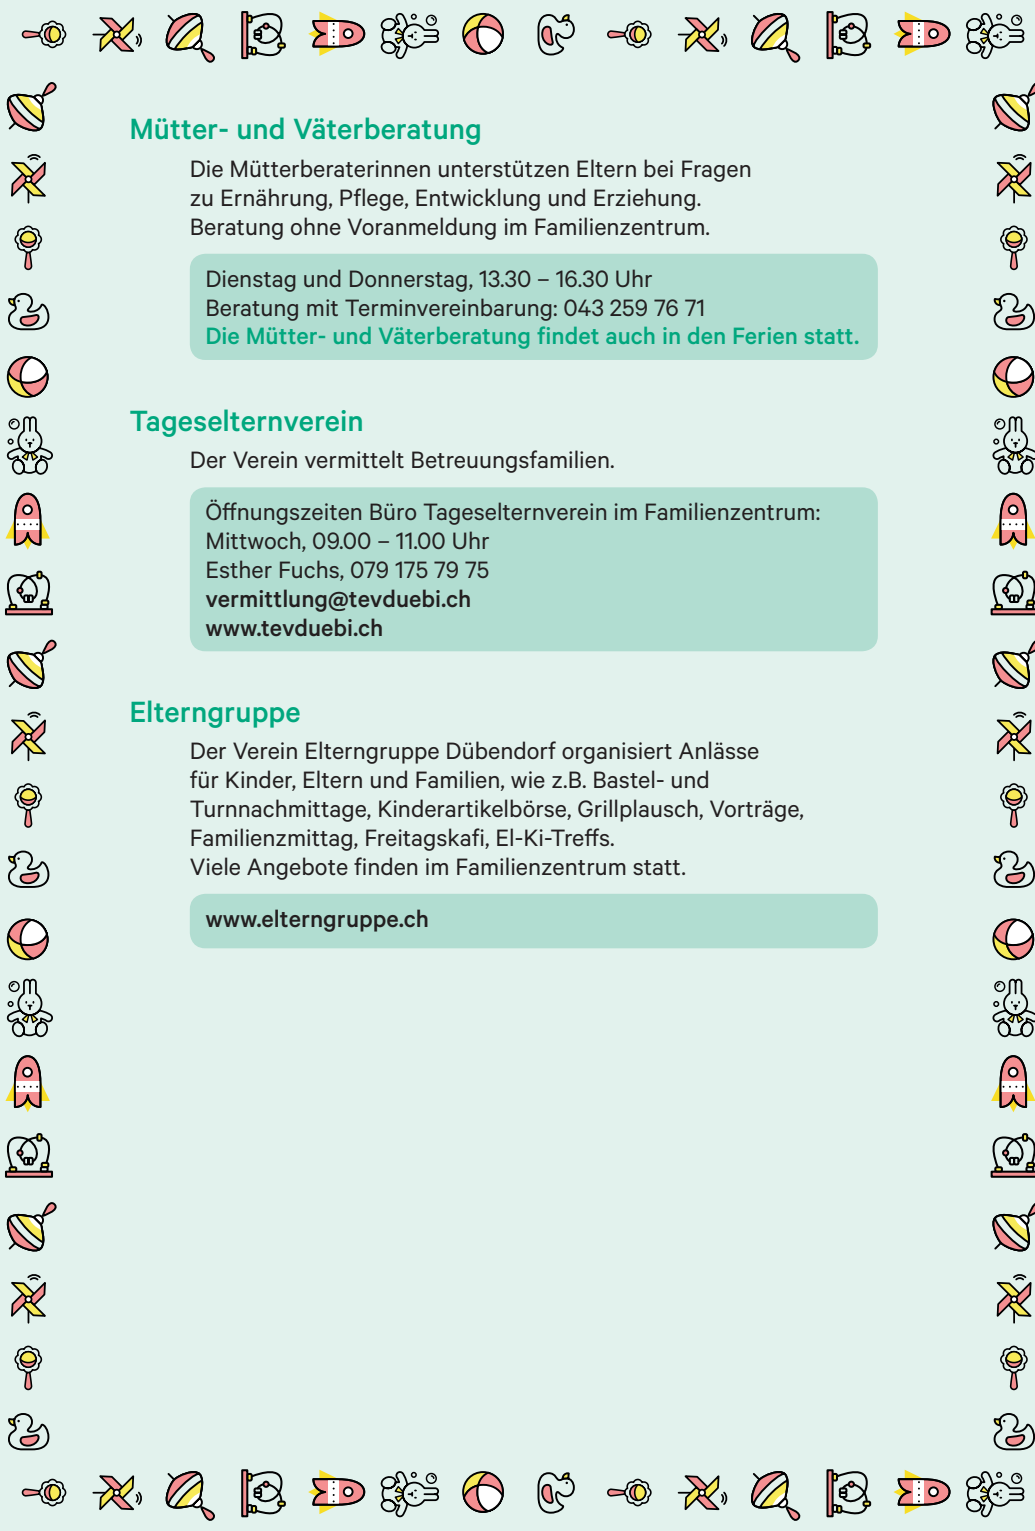 Mütter- und Väterberatung
Die Mütterberaterinnen unterstützen Eltern bei Fragen
zu Ernährung, Pflege, Entwicklung und Erziehung.
Beratung ohne Voranmeldung im Familienzentrum.
Dienstag und Donnerstag, 13.30 – 16.30 Uhr
Beratung mit Terminvereinbarung: 043 259 76 71
Die Mütter- und Väterberatung findet auch in den Ferien statt.
Tageselternverein
Der Verein vermittelt Betreuungsfamilien.
Öffnungszeiten Büro Tageselternverein im Familienzentrum:
Mittwoch, 09.00 – 11.00 Uhr
Esther Fuchs, 079 175 79 75
vermittlung@tevduebi.ch
www.tevduebi.ch
Elterngruppe
Der Verein Elterngruppe Dübendorf organisiert Anlässe
für Kinder, Eltern und Familien, wie z.B. Bastel- und
Turnnachmittage, Kinderartikelbörse, Grillplausch, Vorträge,
Familienzmittag, Freitagskafi, El-Ki-Treffs.
Viele Angebote finden im Familienzentrum statt.
www.elterngruppe.ch